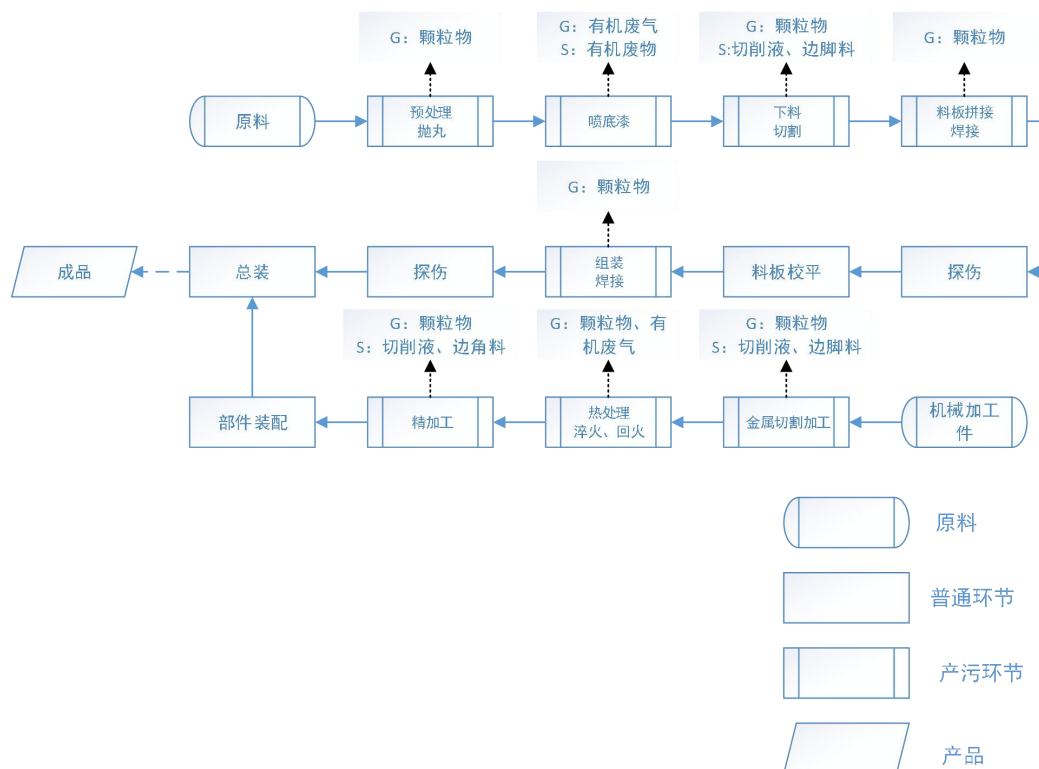 G：颗粒物
G：有机废气
S：有机废物
G：颗粒物
S:切削液、边脚料
G：颗粒物
原料
预处理
抛丸
喷底漆
下料
切割
料板拼接
焊接
G：颗粒物
成品
总装
探伤
组装
焊接
料板校平
探伤
G：颗粒物
S：切削液、边角料
G：颗粒物、有
机废气
G：颗粒物
S：切削液、边脚料
部件装配
精加工
热处理
淬火、回火
金属切割加工
机械加工
件
原料
普通环节
产污环节
产品